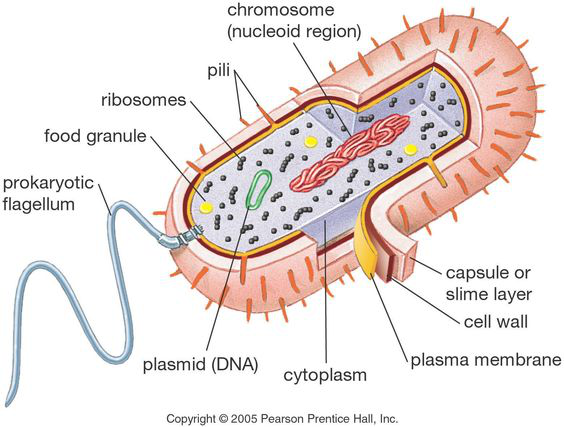 chromosome
(nucleoid region)
pili
ribosomes
food granule
prokaryotic
flagellum
capsule or
slime layer
cell wall
plasma membrane
plasmid (DNA)
cytoplasm
Copyright © 2005 Pearson Prentice Hall, Inc.